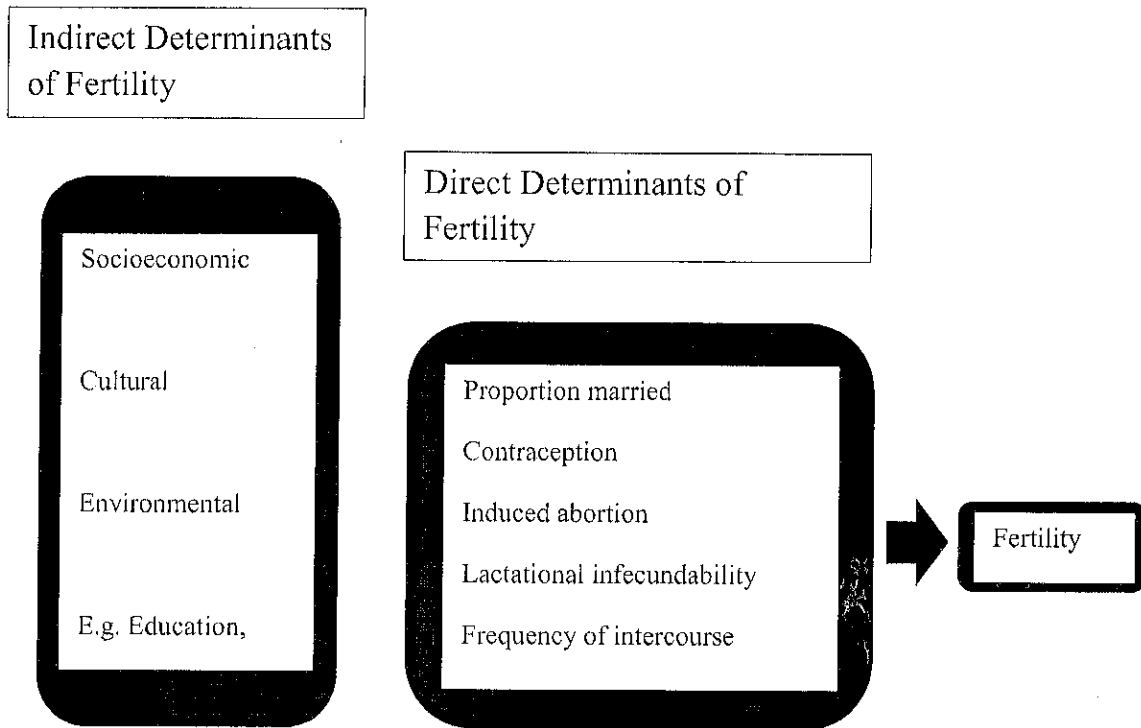 Indirect Determinants
of Fertility
Socioeconomic
Cultural
Environmental
E.g. Education,
Direct Determinants of
Fertility
Proportion married
Contraception
Induced abortion
Lactational infecundability
Frequency of intercourse
Fertility